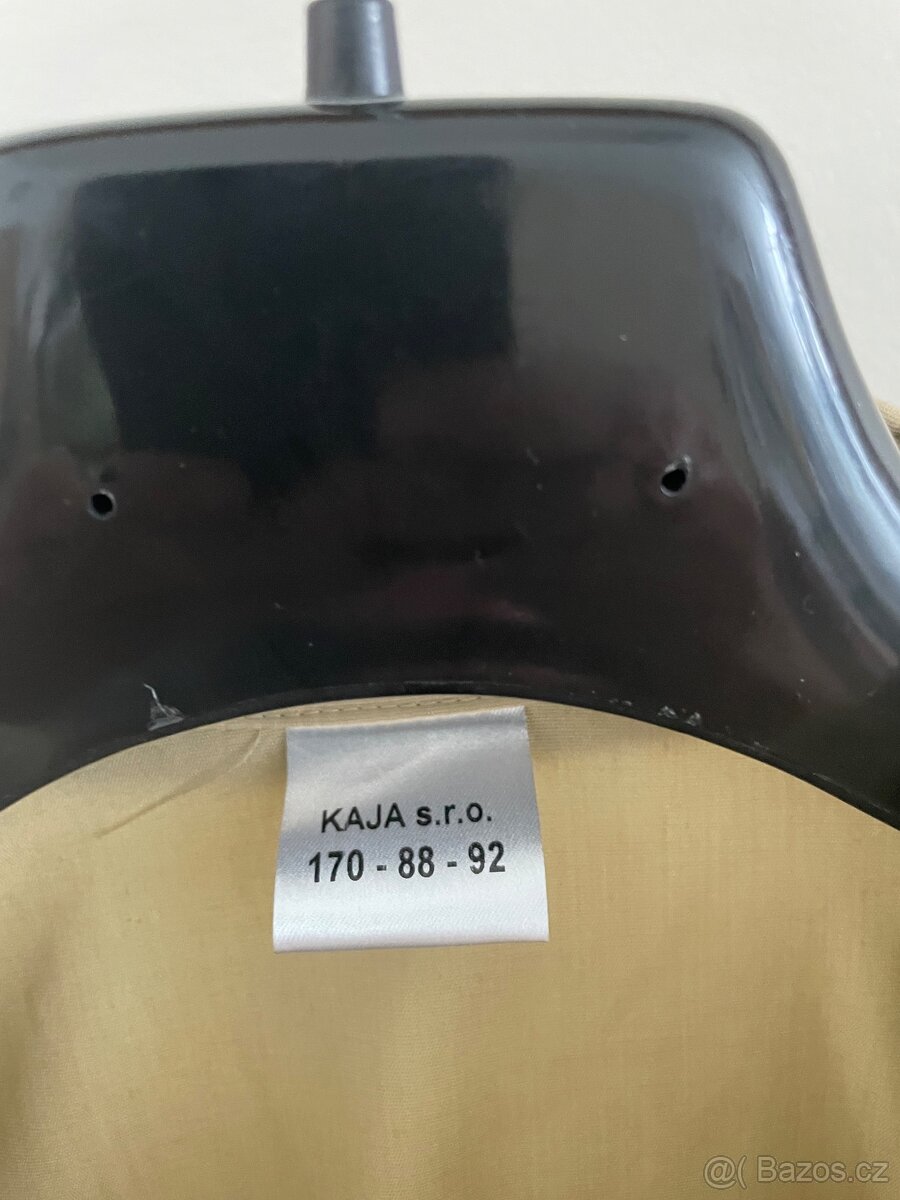 KAJA s.r.o.
170 - 88 - 92
@( Bazos.cz